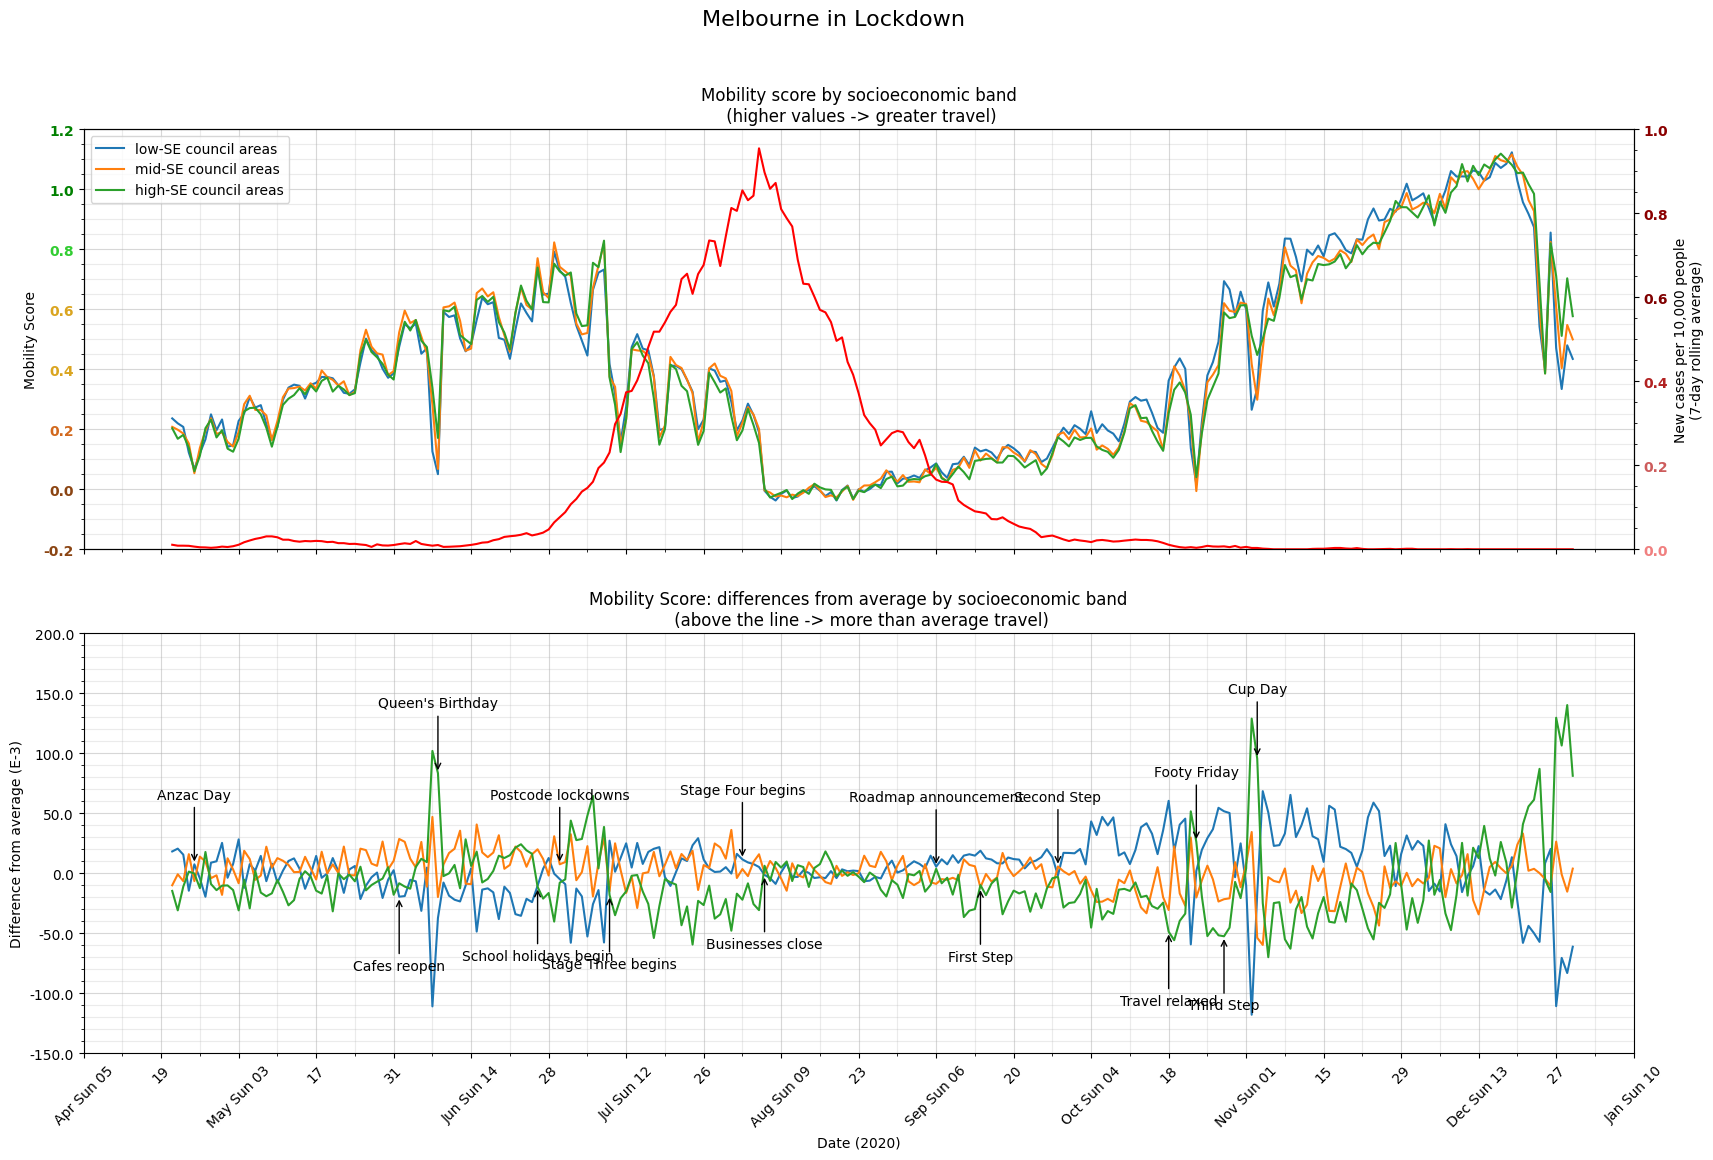 Melbourne in Lockdown
Mobility score by socioeconomic band
(higher values -> greater travel)
low-SE council areas
mid-SE council areas
high-SE council areas
Mobility Score
1.2
1.0
0.8
0.6
0.4
0.2
0.0
-0.2
1.0
0.8
0.6
0.4
0.2
0.0
New cases per 10,000 people
(7-day rolling average)
Mobility Score: differences from average by socioeconomic band
(above the line -> more than average travel)
Difference from average (E-3)
200.0
150.0
100.0
50.0
0.0
-50.0
-100.0
-150.0
Anzac Day
Queen's Birthday
Postcode lockdowns
Stage Four begins
Roadmap announcement
Second Step
Footy Friday
Cup Day
Cafes reopen
School holidays begin
Stage Three begins
Businesses close
First Step
Travel relaxed
Third Step
Apr Sun 05
19
May Sun 03
17
31
Jun Sun 14
28
Jul Sun 12
26
Aug Sun 09
23
Sep Sun 06
20
Oct Sun 04
18
Nov Sun 01
15
29
Dec Sun 13
27
Jan Sun 10
Date (2020)